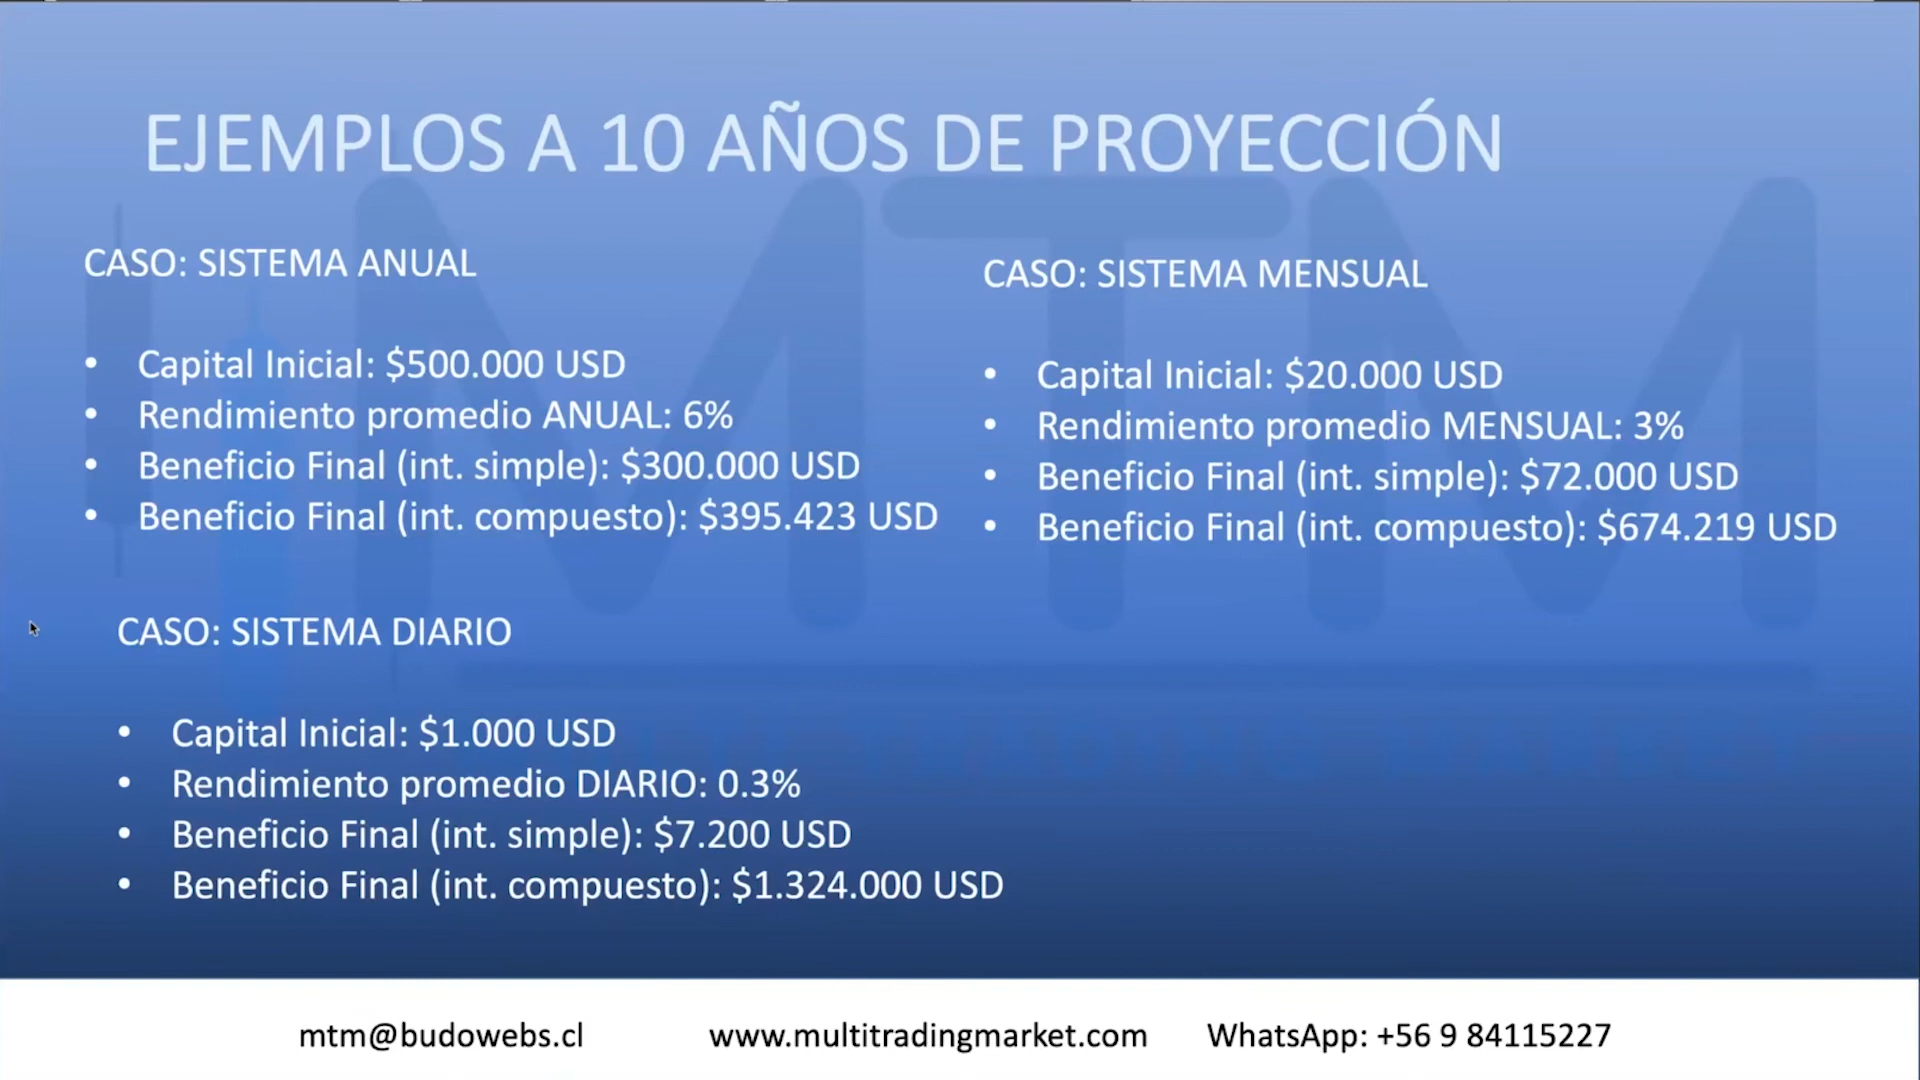 EJEMPLOS A 10 AÑOS DE PROYECCIÓN
CASO: SISTEMA ANUAL
• Capital Inicial: $500.000 USD
• Rendimiento promedio ANUAL: 6%
• Beneficio Final (int. simple): $300.000 USD
• Beneficio Final (int. compuesto): $395.423 USD
CASO: SISTEMA MENSUAL
• Capital Inicial: $20.000 USD
• Rendimiento promedio MENSUAL: 3%
• Beneficio Final (int. simple): $72.000 USD
• Beneficio Final (int. compuesto): $674.219 USD
CASO: SISTEMA DIARIO
• Capital Inicial: $1.000 USD
• Rendimiento promedio DIARIO: 0.3%
• Beneficio Final (int. simple): $7.200 USD
• Beneficio Final (int. compuesto): $1.324.000 USD
MTM
mtm@budowebs.cl www.multitradingmarket.com WhatsApp: +56 9 84115227